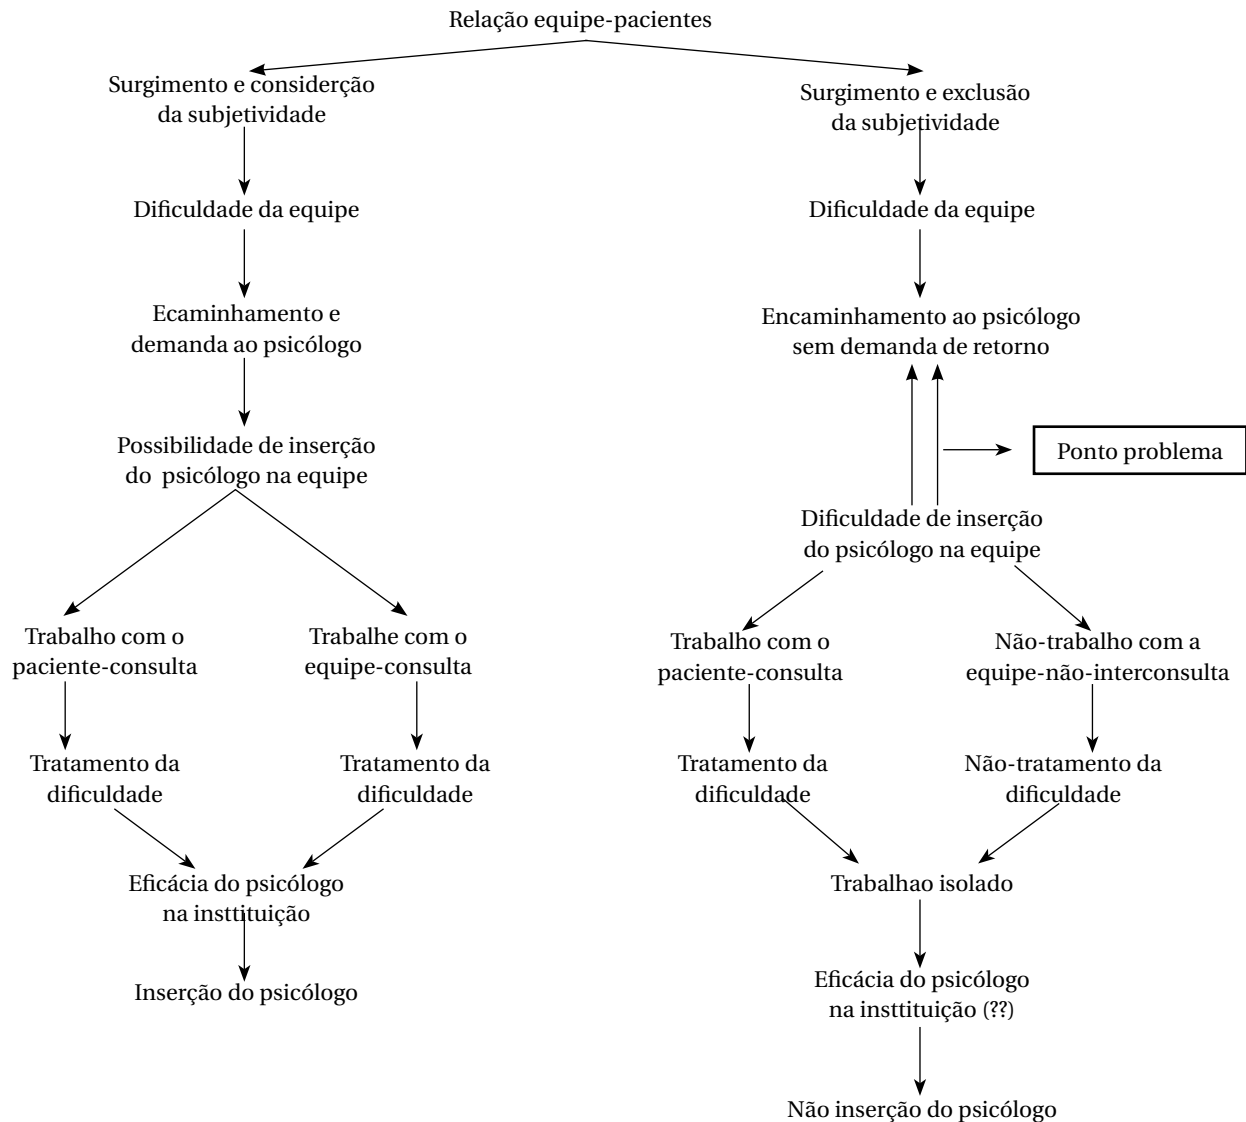 Relação equipe-pacientes
Surgimento e considerção
da subjetividade
Surgimento e exclusão
da subjetividade
Dificuldade da equipe
Dificuldade da equipe
Ecaminhamento e
demanda ao psicólogo
Encaminhamento ao psicólogo
sem demanda de retorno
Possibilidade de inserção
do psicólogo na equipe
Ponto problema
Dificuldade de inserção
do psicólogo na equipe
Trabalho com o
paciente-consulta
Trabalhe com o
equipe-consulta
Trabalho com o
paciente-consulta
Não-trabalho com a
equipe-não-interconsulta
Tratamento da
dificuldade
Tratamento da
dificuldade
Tratamento da
dificuldade
Não-tratamento da
dificuldade
Eficácia do psicólogo
na insttituição
Trabalhao isolado
Inserção do psicólogo
Eficácia do psicólogo
na insttituição (??)
Não inserção do psicólogo